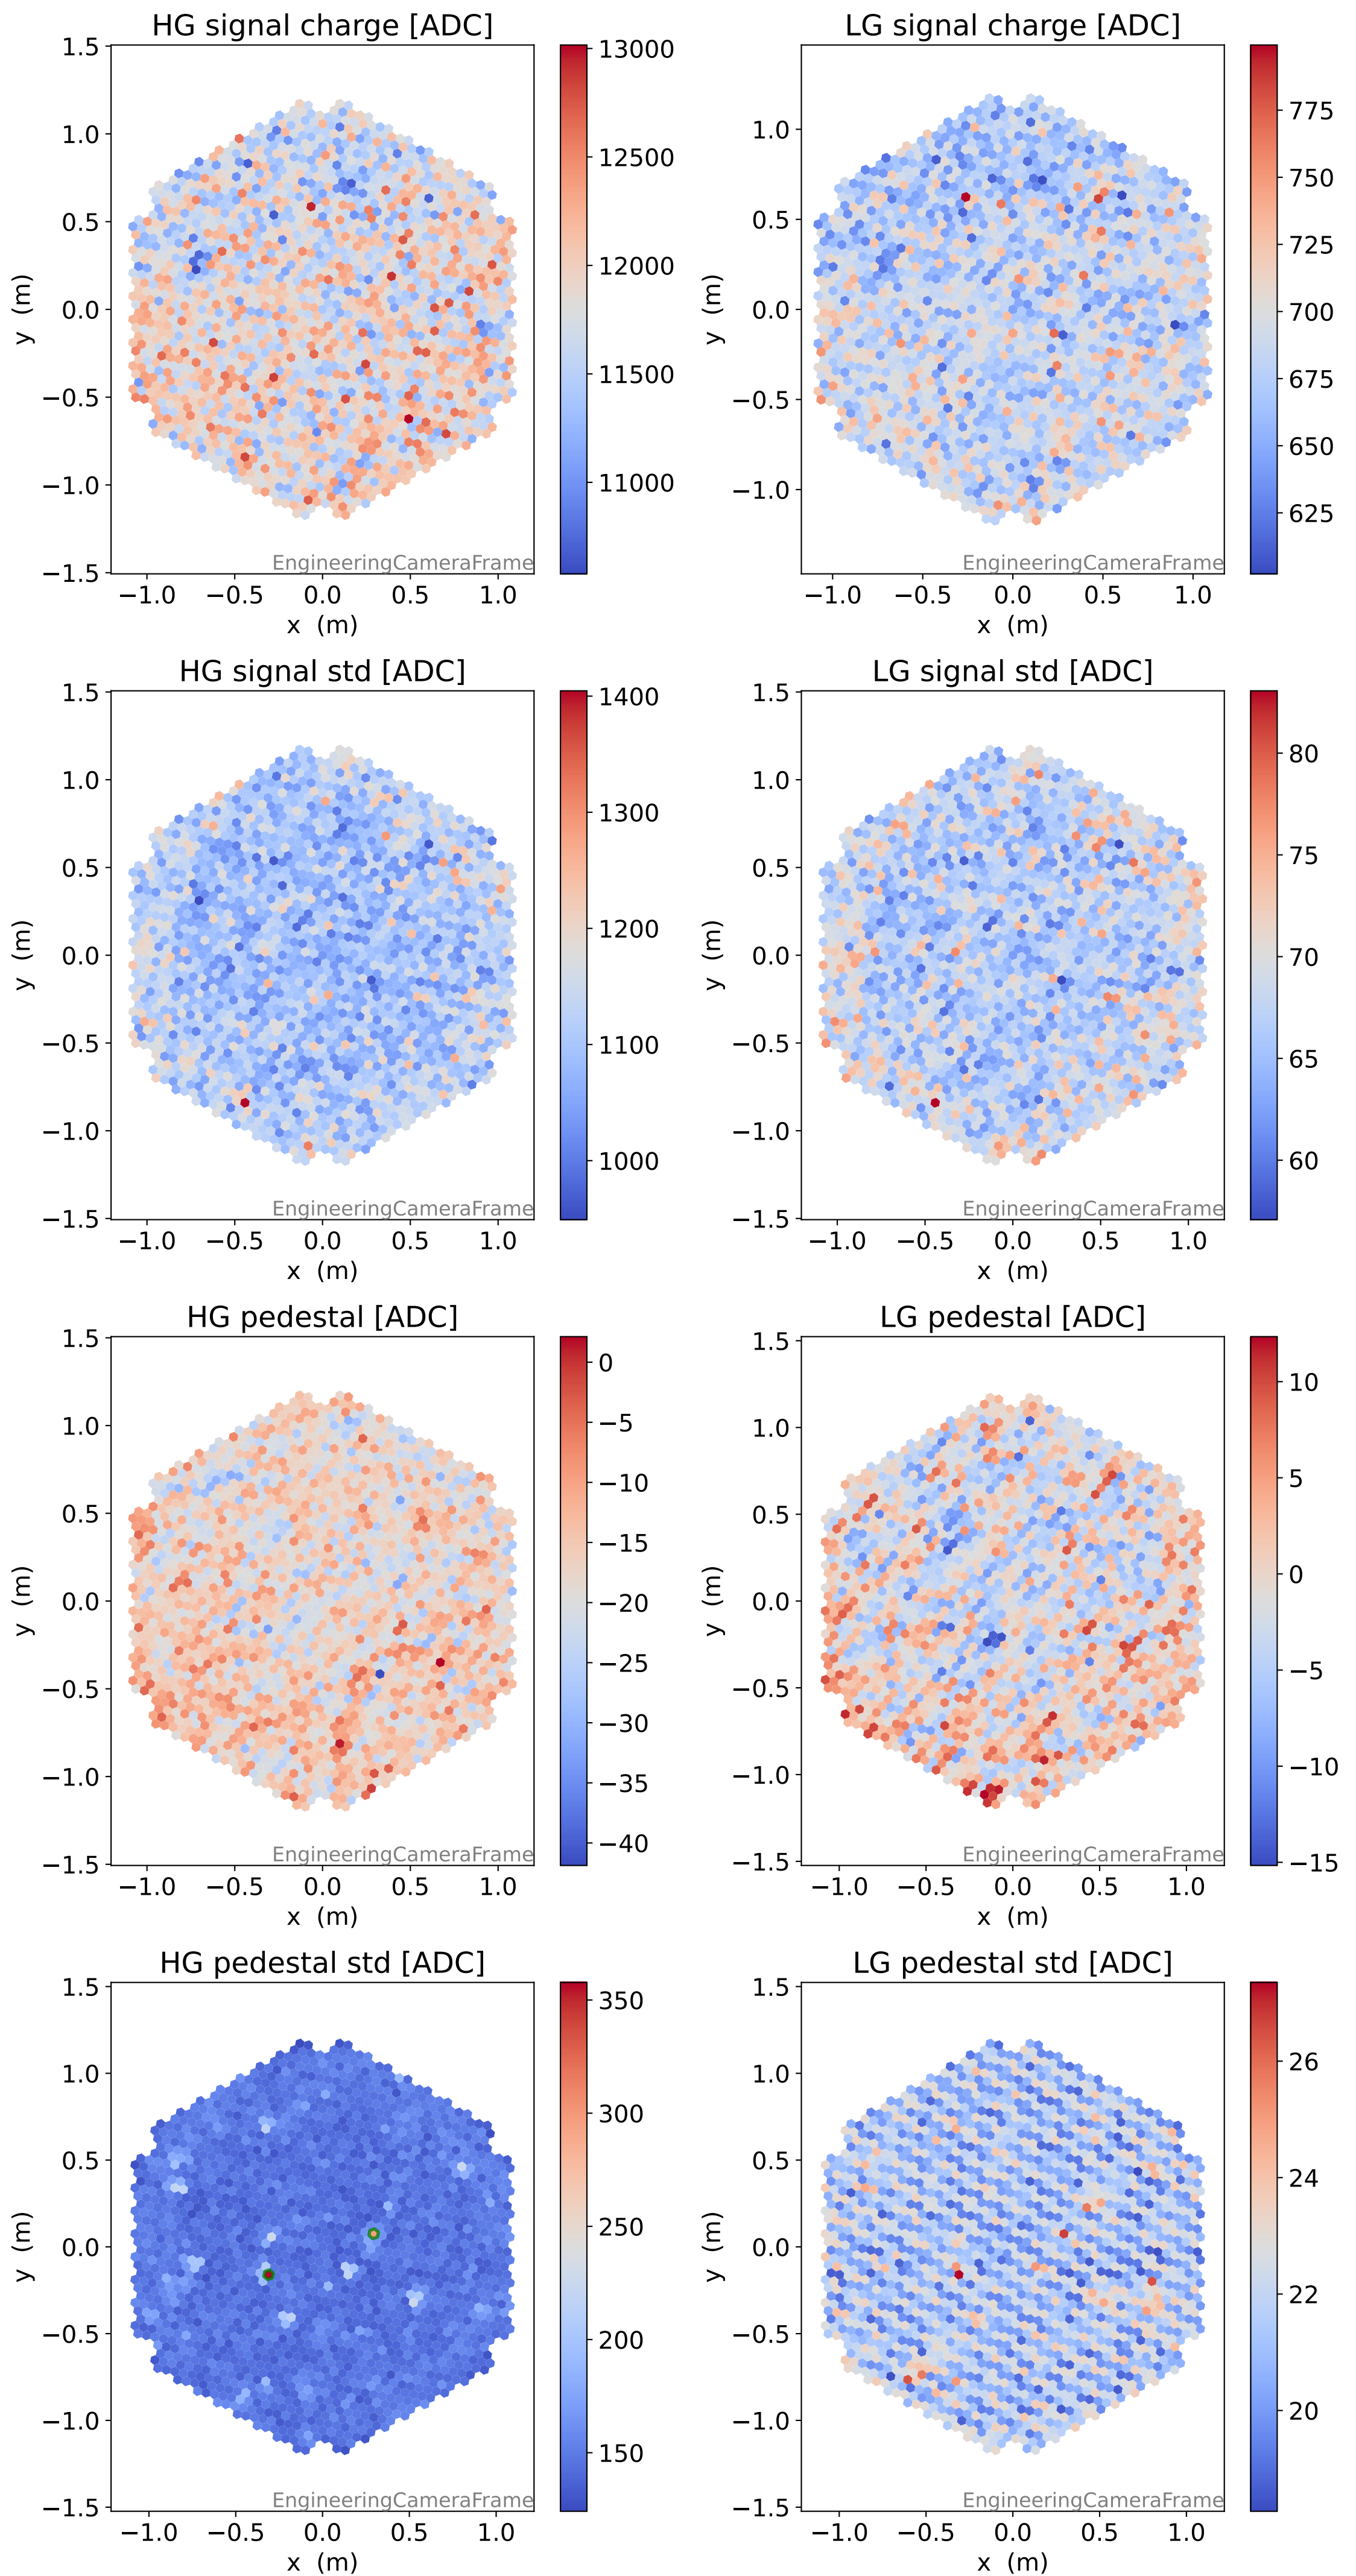 HG signal charge [ADC]
1.5
1.0
0.5
0.0
−0.5
−1.0
−1.5
y (m)
−1.0 −0.5 0.0 0.5 1.0
x (m)
EngineeringCameraFrame
13000
12500
12000
11500
11000
LG signal charge [ADC]
1.0
0.5
0.0
−0.5
−1.0
y (m)
−1.0 −0.5 0.0 0.5 1.0
x (m)
EngineeringCameraFrame
775
750
725
700
675
650
625
HG signal std [ADC]
1.5
1.0
0.5
0.0
−0.5
−1.0
−1.5
y (m)
−1.0 −0.5 0.0 0.5 1.0
x (m)
EngineeringCameraFrame
1400
1300
1200
1100
1000
LG signal std [ADC]
1.5
1.0
0.5
0.0
−0.5
−1.0
−1.5
y (m)
−1.0 −0.5 0.0 0.5 1.0
x (m)
EngineeringCameraFrame
80
75
70
65
60
HG pedestal [ADC]
1.5
1.0
0.5
0.0
−0.5
−1.0
−1.5
y (m)
−1.0 −0.5 0.0 0.5 1.0
x (m)
EngineeringCameraFrame
0
−5
−10
−15
−20
−25
−30
−35
−40
LG pedestal [ADC]
1.5
1.0
0.5
0.0
−0.5
−1.0
−1.5
y (m)
−1.0 −0.5 0.0 0.5 1.0
x (m)
EngineeringCameraFrame
10
5
0
−5
−10
−15
HG pedestal std [ADC]
1.5
1.0
0.5
0.0
−0.5
−1.0
−1.5
y (m)
−1.0 −0.5 0.0 0.5 1.0
x (m)
EngineeringCameraFrame
350
300
250
200
150
LG pedestal std [ADC]
1.5
1.0
0.5
0.0
−0.5
−1.0
−1.5
y (m)
−1.0 −0.5 0.0 0.5 1.0
x (m)
EngineeringCameraFrame
26
24
22
20